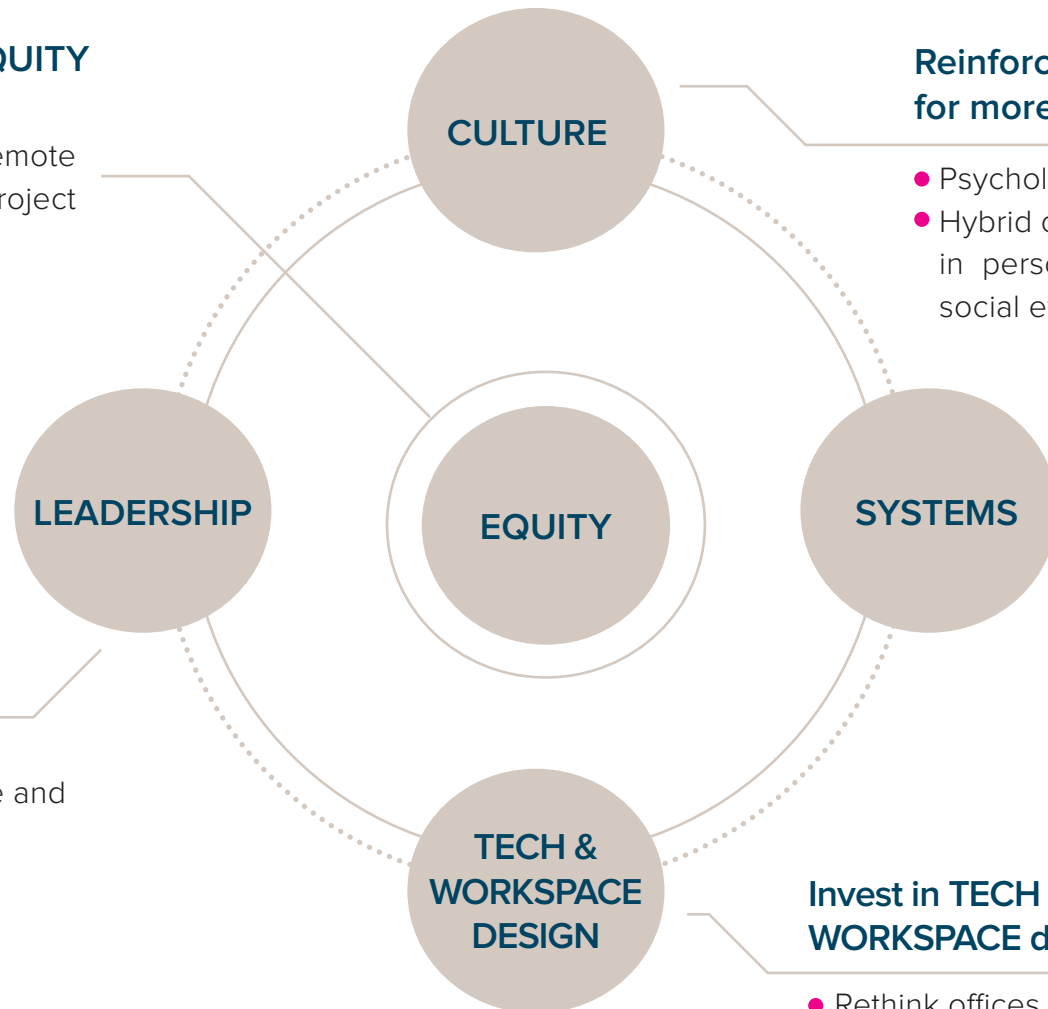 QUITY
emote
roject
CULTURE
Reinforc
for more
Psychol
Hybrid
in perso
social e
LEADERSHIP
EQUITY
SYSTEMS
e and
TECH &
WORKSPACE
DESIGN
Invest in TECH
WORKSPACE d
Rethink offices